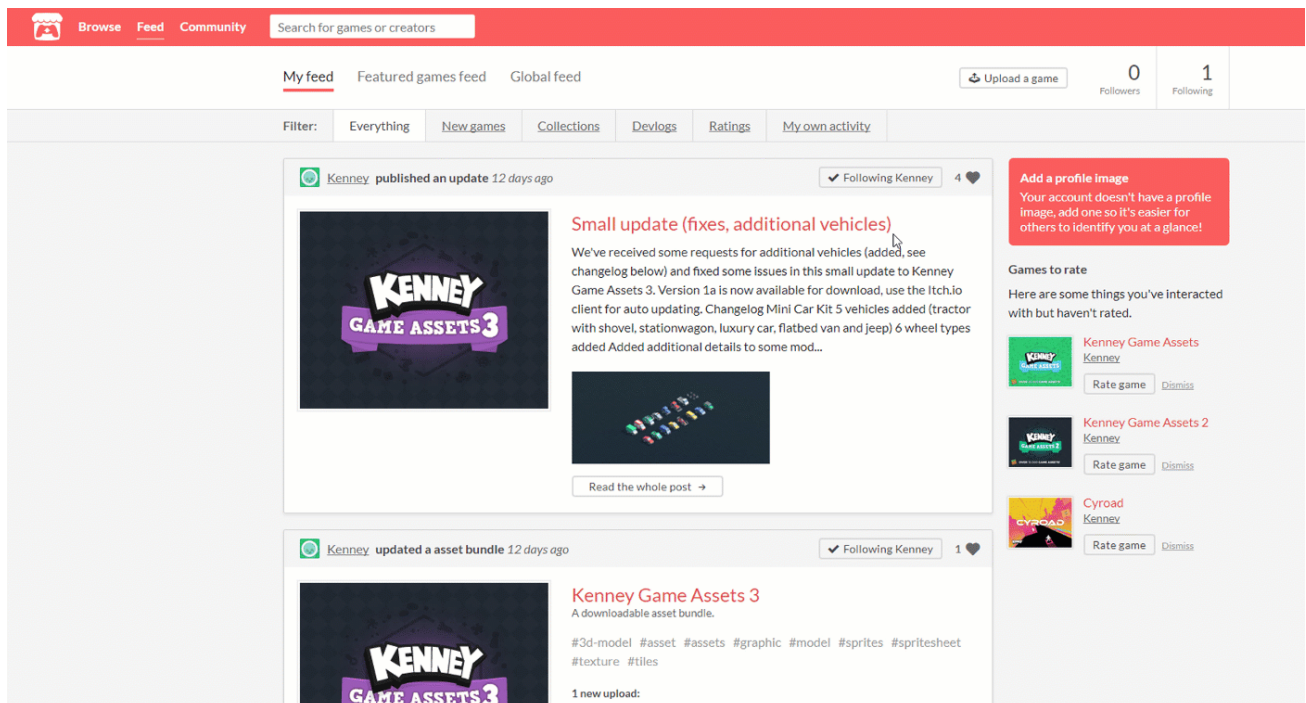 Browse Feed Community Search for games or creators
My feed Featured games feed Global feed
Upload a game
0
Followers
1
Following
Filter: Everything New games Collections Devlogs Ratings My own activity
Kenney published an update 12 days ago
Following Kenney 4
KENNEY
GAME ASSETS 3
Small update (fixes, additional vehicles)
We've received some requests for additional vehicles (added, see
changelog below) and fixed some issues in this small update to Kenney
Game Assets 3. Version 1a is now available for download, use the Itch.io
client for auto updating. Changelog Mini Car Kit 5 vehicles added (tractor
with shovel, stationwagon, luxury car, flatbed van and jeep) 6 wheel types
added Added additional details to some mod...
Read the whole post →
Kenney updated a asset bundle 12 days ago
Following Kenney 1
KENNEY
GAME ASSETS 3
Kenney Game Assets 3
A downloadable asset bundle.
#3d-model #asset #assets #graphic #model #sprites #spritesheet
#texture #tiles
1 new upload:
Add a profile image
Your account doesn't have a profile
image, add one so it's easier for
others to identify you at a glance!
Games to rate
Here are some things you've interacted
with but haven't rated.
KENNEY
GAME ASSETS
Kenney Game Assets
Kenney
Rate game Dismiss
KENNEY
GAME ASSETS 2
Kenney Game Assets 2
Kenney
Rate game Dismiss
CYROAD
Cyroad
Kenney
Rate game Dismiss